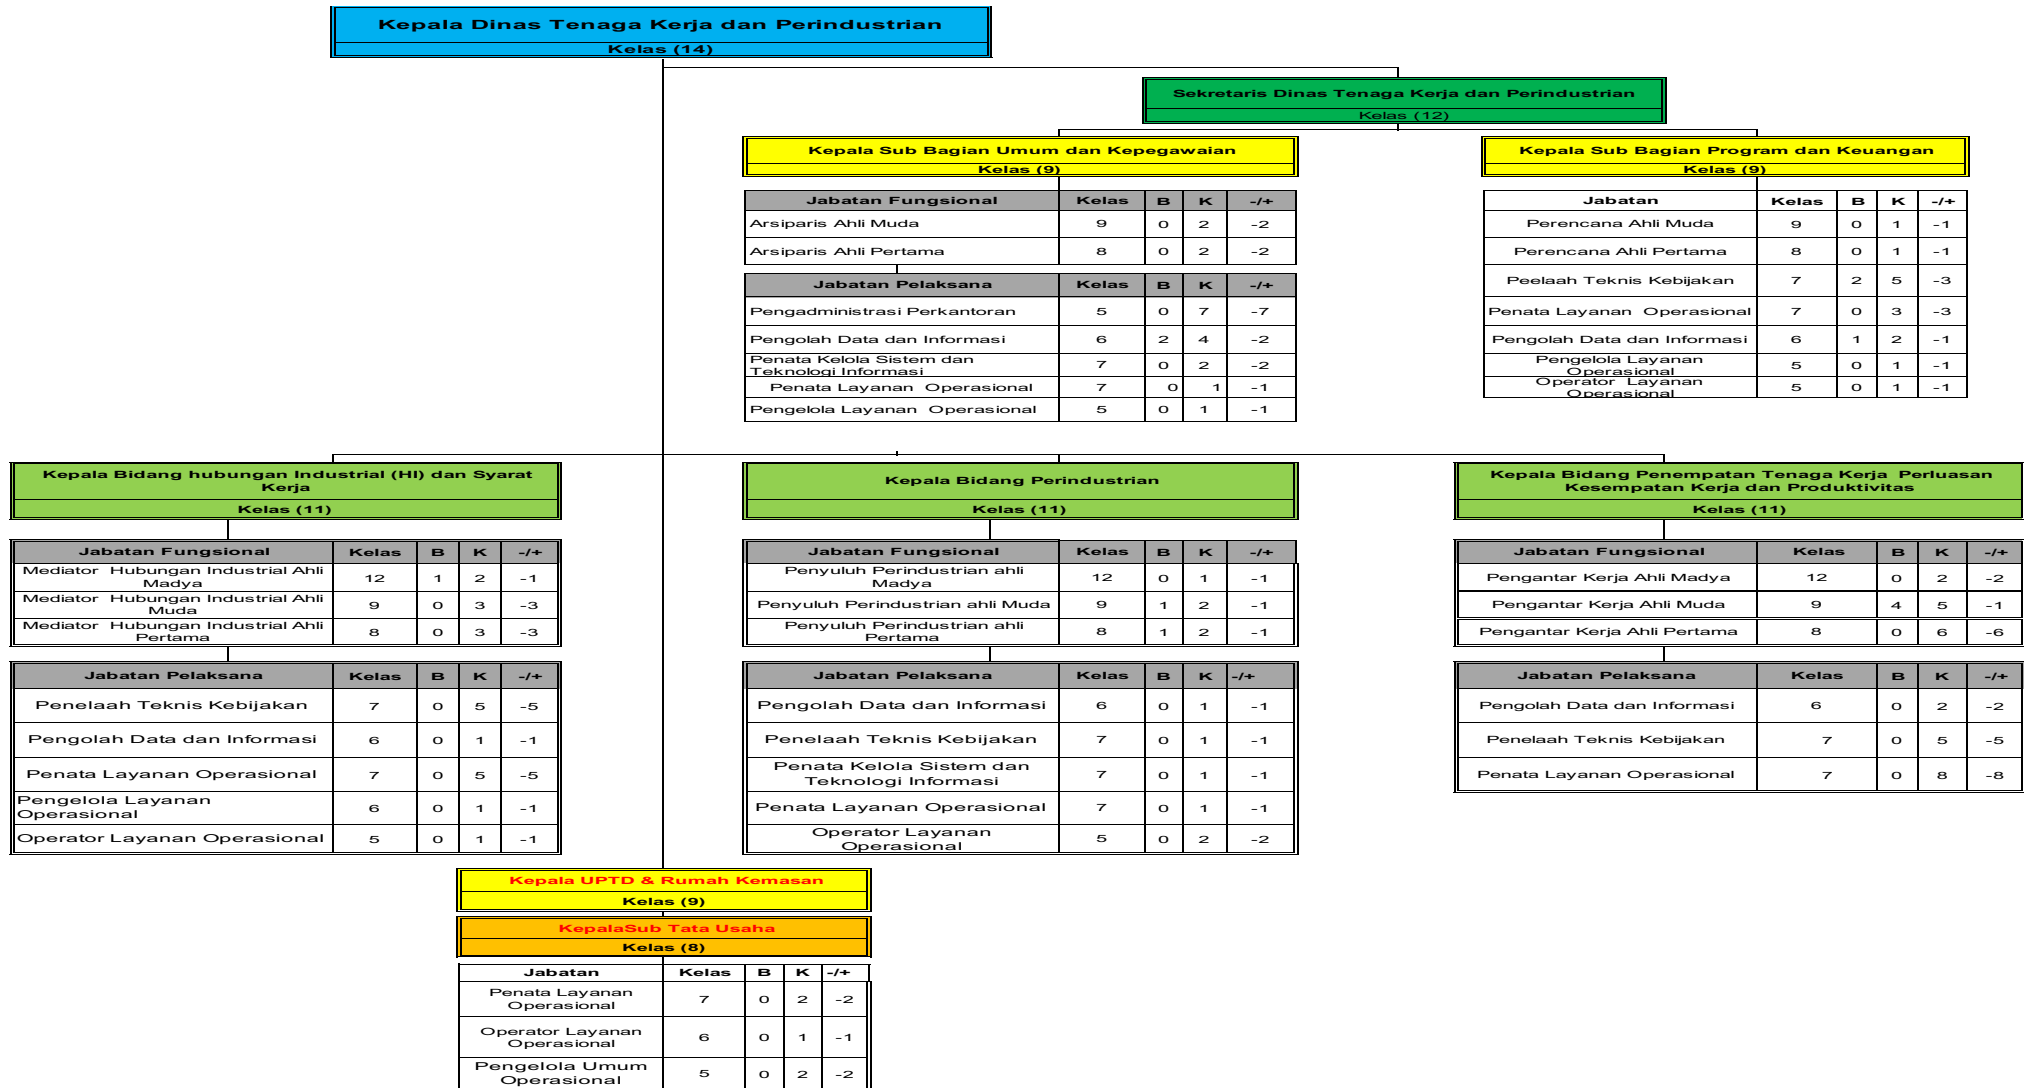 Kepala Dinas Tenaga Kerja dan Perindustrian
Kelas (14)
Sekretaris Dinas Tenaga Kerja dan Perindustrian
Kelas (12)
Kepala Sub Bagian Umum dan Kepegawaian
Kelas (9)
Jabatan Fungsional Kelas B K -/+
Arsiparis Ahli Muda 9 0 2 -2
Arsiparis Ahli Pertama 8 0 2 -2
Jabatan Pelaksana Kelas B K -/+
Pengadministrasi Perkantoran 5 0 7 -7
Pengolah Data dan Informasi 6 2 4 -2
Penata Kelola Sistem dan
Teknologi Informasi 7 0 2 -2
Penata Layanan Operasional 7 0 1 -1
Pengelola Layanan Operasional 5 0 1 -1
Kepala Sub Bagian Program dan Keuangan
Kelas (9)
Jabatan Kelas B K -/+
Perencana Ahli Muda 9 0 1 -1
Perencana Ahli Pertama 8 0 1 -1
Peelaah Teknis Kebijakan 7 2 5 -3
Penata Layanan Operasional 7 0 3 -3
Pengolah Data dan Informasi 6 1 2 -1
Pengelola Layanan
Operasional 5 0 1 -1
Operator Layanan
Operasional 5 0 1 -1
Kepala Bidang hubungan Industrial (HI) dan Syarat
Kerja
Kelas (11)
Jabatan Fungsional Kelas B K -/+
Mediator Hubungan Industrial Ahli
Madya 12 1 2 -1
Mediator Hubungan Industrial Ahli
Muda 9 0 3 -3
Mediator Hubungan Industrial Ahli
Pertama 8 0 3 -3
Jabatan Pelaksana Kelas B K -/+
Penelaah Teknis Kebijakan 7 0 5 -5
Pengolah Data dan Informasi 6 0 1 -1
Penata Layanan Operasional 7 0 5 -5
Pengelola Layanan
Operasional 6 0 1 -1
Operator Layanan Operasional 5 0 1 -1
Kepala Bidang Perindustrian
Kelas (11)
Jabatan Fungsional Kelas B K -/+
Penyuluh Perindustrian ahli
Madya 12 0 1 -1
Penyuluh Perindustrian ahli Muda 9 1 2 -1
Penyuluh Perindustrian ahli
Pertama 8 1 2 -1
Jabatan Pelaksana Kelas B K -/+
Pengolah Data dan Informasi 6 0 1 -1
Penelaah Teknis Kebijakan 7 0 1 -1
Penata Kelola Sistem dan
Teknologi Informasi 7 0 1 -1
Penata Layanan Operasional 7 0 1 -1
Operator Layanan
Operasional 5 0 2 -2
Kepala Bidang Penempatan Tenaga Kerja Perluasan
Kesempatan Kerja dan Produktivitas
Kelas (11)
Jabatan Fungsional Kelas B K -/+
Pengantar Kerja Ahli Madya 12 0 2 -2
Pengantar Kerja Ahli Muda 9 4 5 -1
Pengantar Kerja Ahli Pertama 8 0 6 -6
Jabatan Pelaksana Kelas B K -/+
Pengolah Data dan Informasi 6 0 2 -2
Penelaah Teknis Kebijakan 7 0 5 -5
Penata Layanan Operasional 7 0 8 -8
Kepala UPTD & Rumah Kemasan
Kelas (9)
KepalaSub Tata Usaha
Kelas (8)
Jabatan Kelas B K -/+
Penata Layanan
Operasional 7 0 2 -2
Operator Layanan
Operasional 6 0 1 -1
Pengelola Umum
Operasional 5 0 2 -2